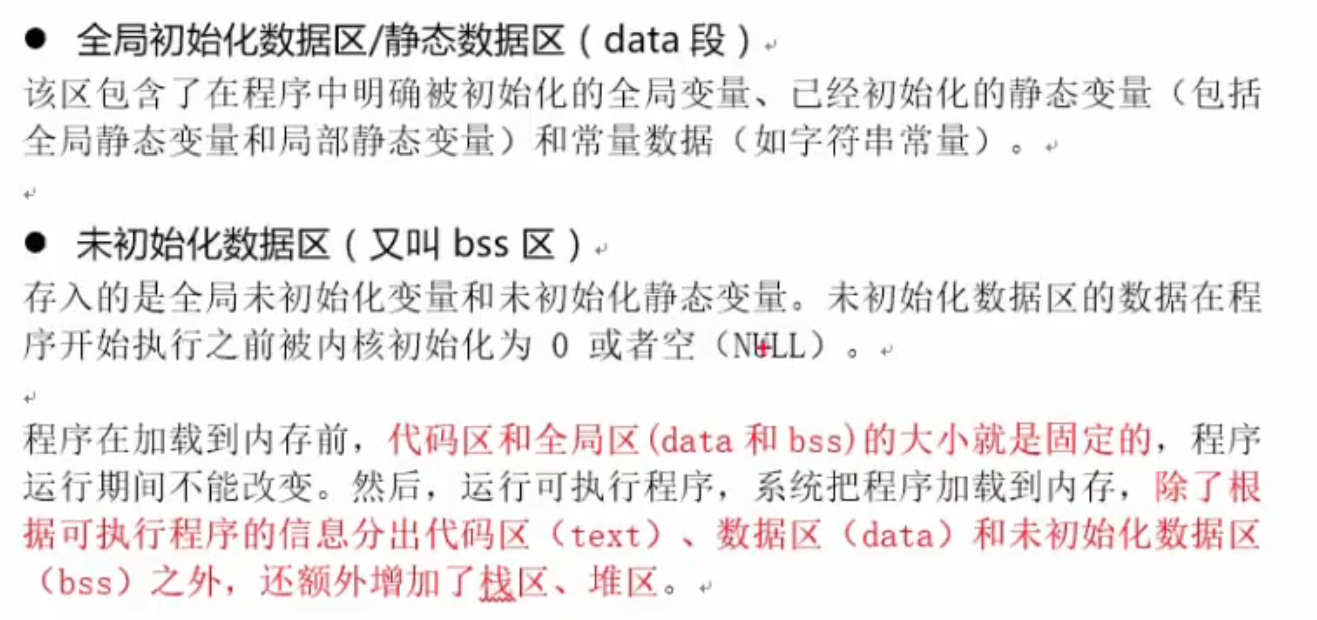 ● 全局初始化数据区/静态数据区（data 段）
该区包含了在程序中明确被初始化的全局变量、已经初始化的静态变量（包括
全局静态变量和局部静态变量）和常量数据（如字符串常量）。
● 未初始化数据区（又叫 bss 区）
存入的是全局未初始化变量和未初始化静态变量。未初始化数据区的数据在程
序开始执行之前被内核初始化为 0 或者空（NULL）。
程序在加载到内存前，代码区和全局区(data 和 bss)的大小就是固定的，程序
运行期间不能改变。然后，运行可执行程序，系统把程序加载到内存，除了根
据可执行程序的信息分出代码区（text）、数据区（data）和未初始化数据区
（bss）之外，还额外增加了栈区、堆区。